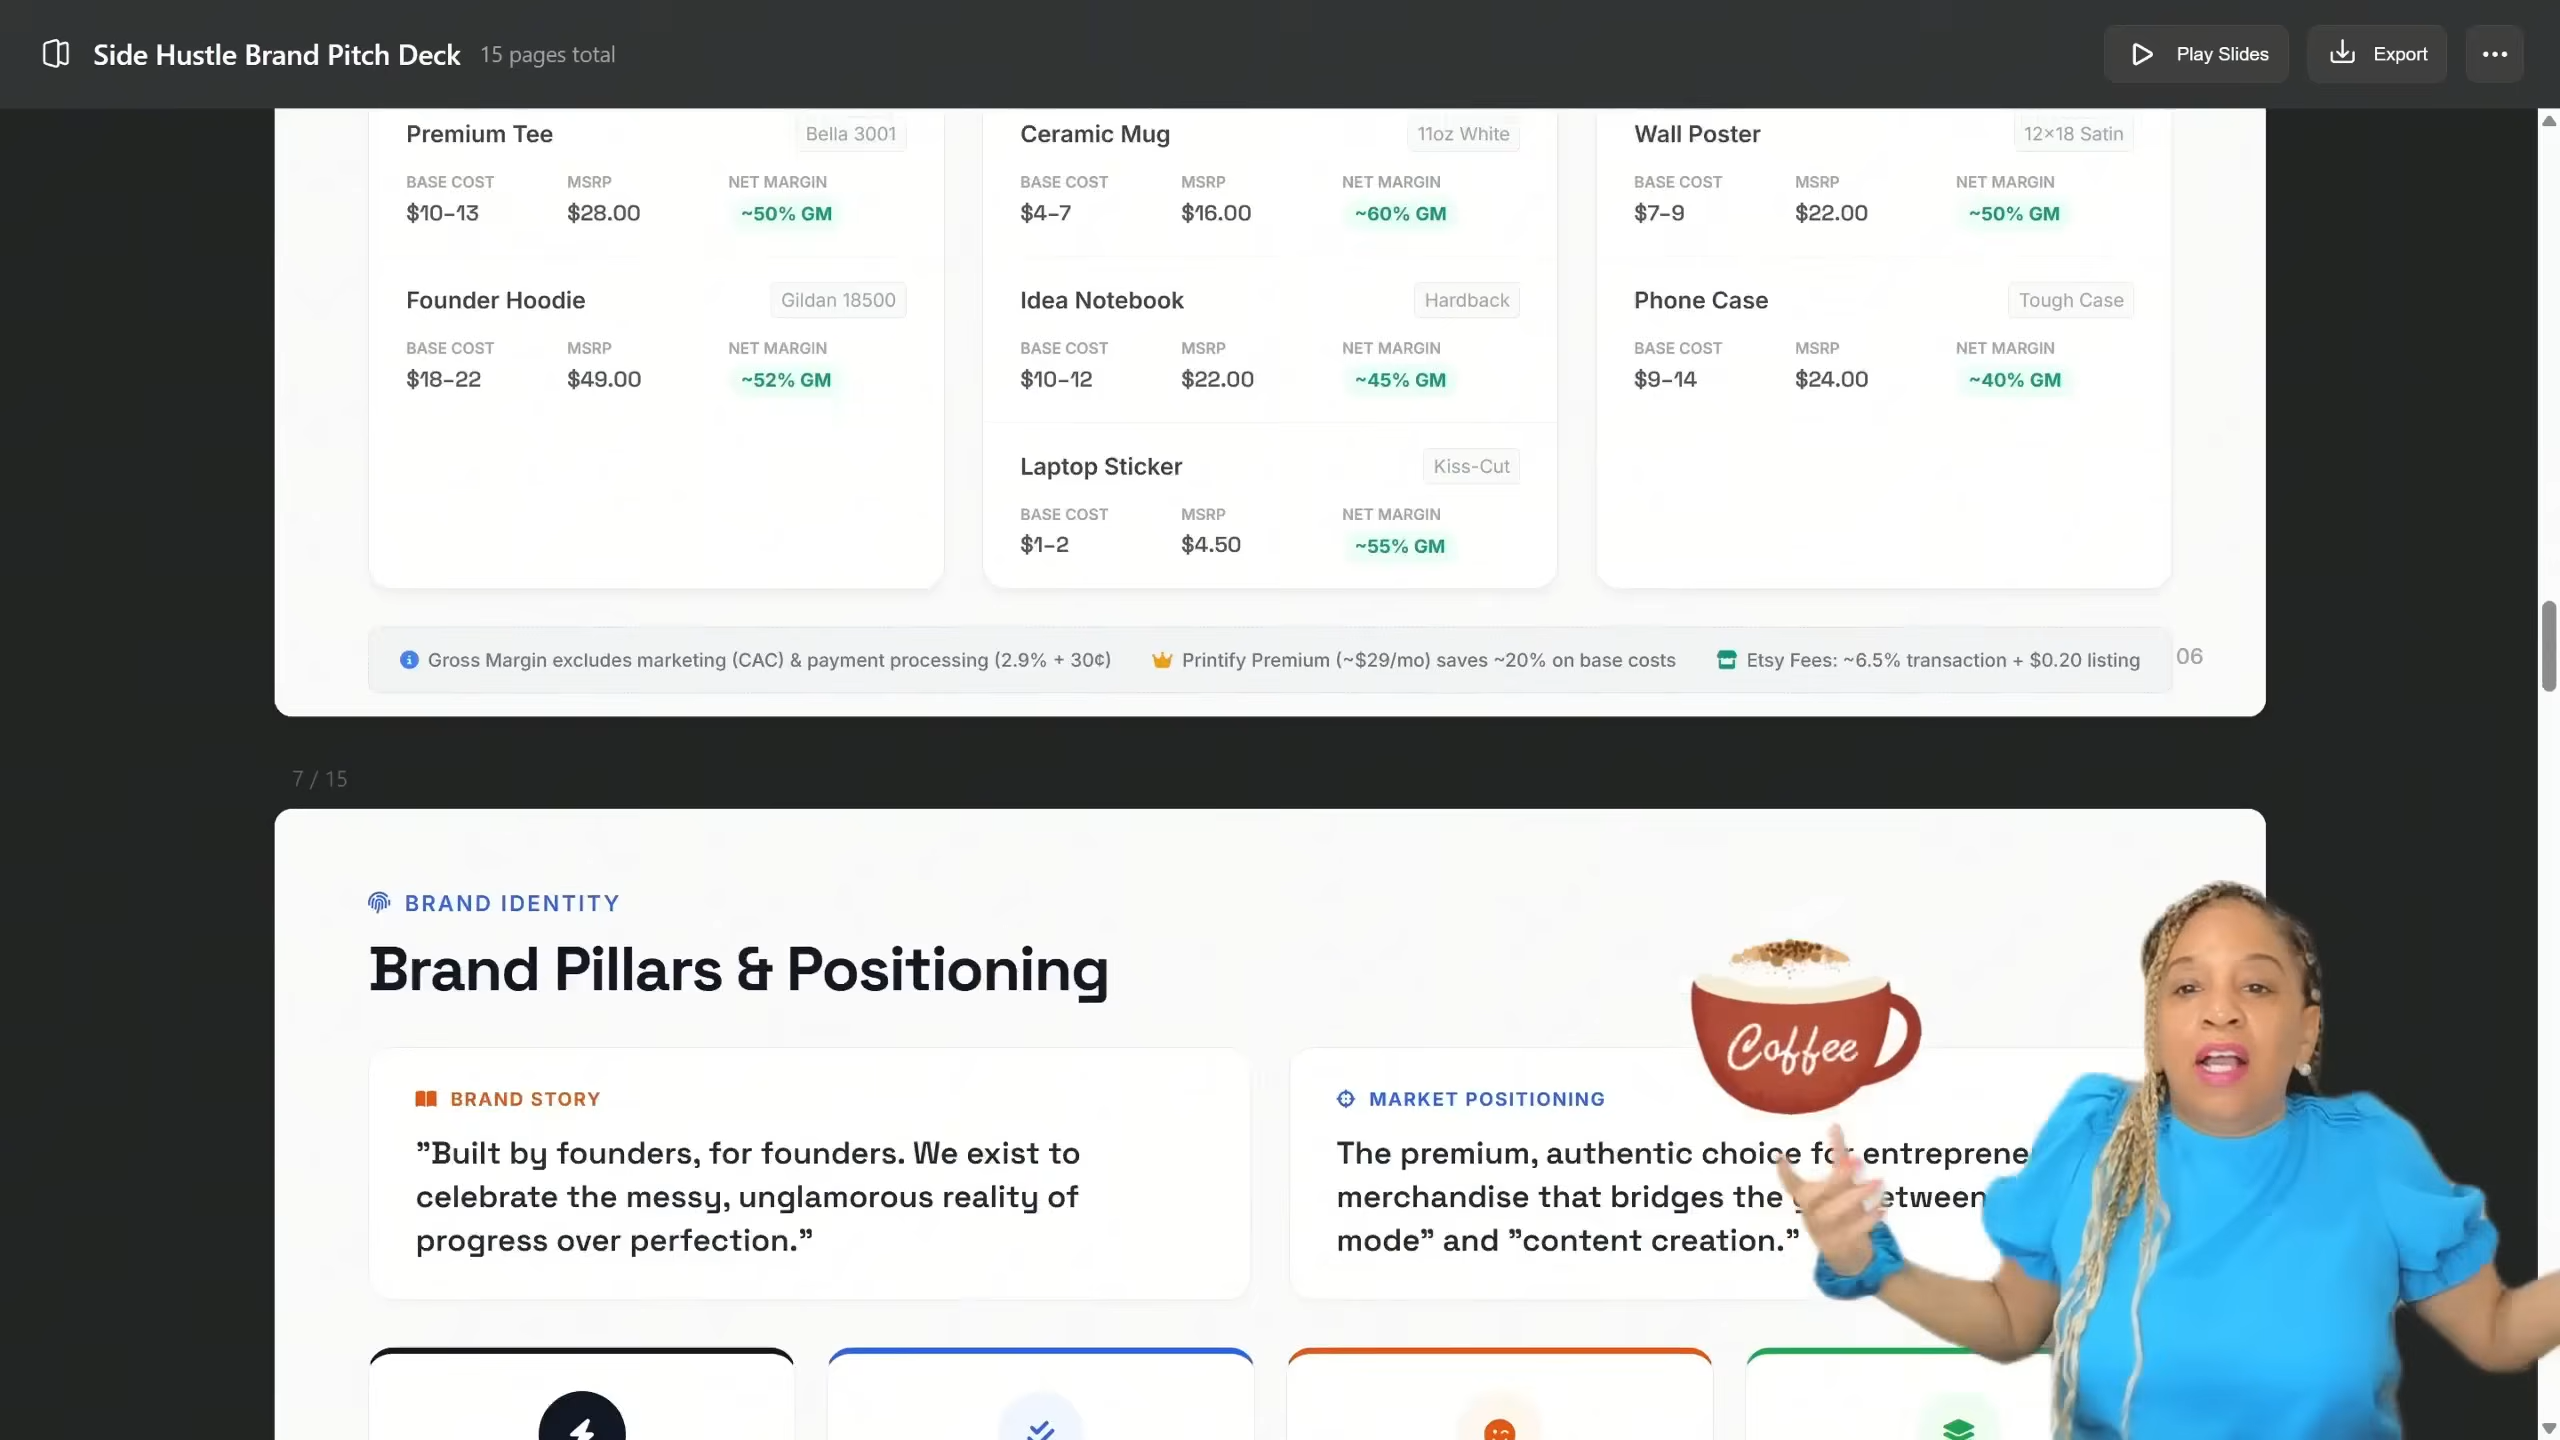 Side Hustle Brand Pitch Deck 15 pages total
Play Slides
Export
Premium Tee Bella 3001
BASE COST MSRP NET MARGIN
$10–13 $28.00 ~50% GM
Founder Hoodie Gildan 18500
BASE COST MSRP NET MARGIN
$18–22 $49.00 ~52% GM
Ceramic Mug 11oz White
BASE COST MSRP NET MARGIN
$4–7 $16.00 ~60% GM
Idea Notebook Hardback
BASE COST MSRP NET MARGIN
$10–12 $22.00 ~45% GM
Laptop Sticker Kiss-Cut
BASE COST MSRP NET MARGIN
$1–2 $4.50 ~55% GM
Wall Poster 12×18 Satin
BASE COST MSRP NET MARGIN
$7–9 $22.00 ~50% GM
Phone Case Tough Case
BASE COST MSRP NET MARGIN
$9–14 $24.00 ~40% GM
Gross Margin excludes marketing (CAC) & payment processing (2.9% + 30¢) Printify Premium (~$29/mo) saves ~20% on base costs Etsy Fees: ~6.5% transaction + $0.20 listing 06
7 / 15
BRAND IDENTITY
Brand Pillars & Positioning
BRAND STORY
”Built by founders, for founders. We exist to
celebrate the messy, unglamorous reality of
progress over perfection.”
MARKET POSITIONING
The premium, authentic choice for
merchandise that bridges the
mode” and ”content creation.”
Coffee